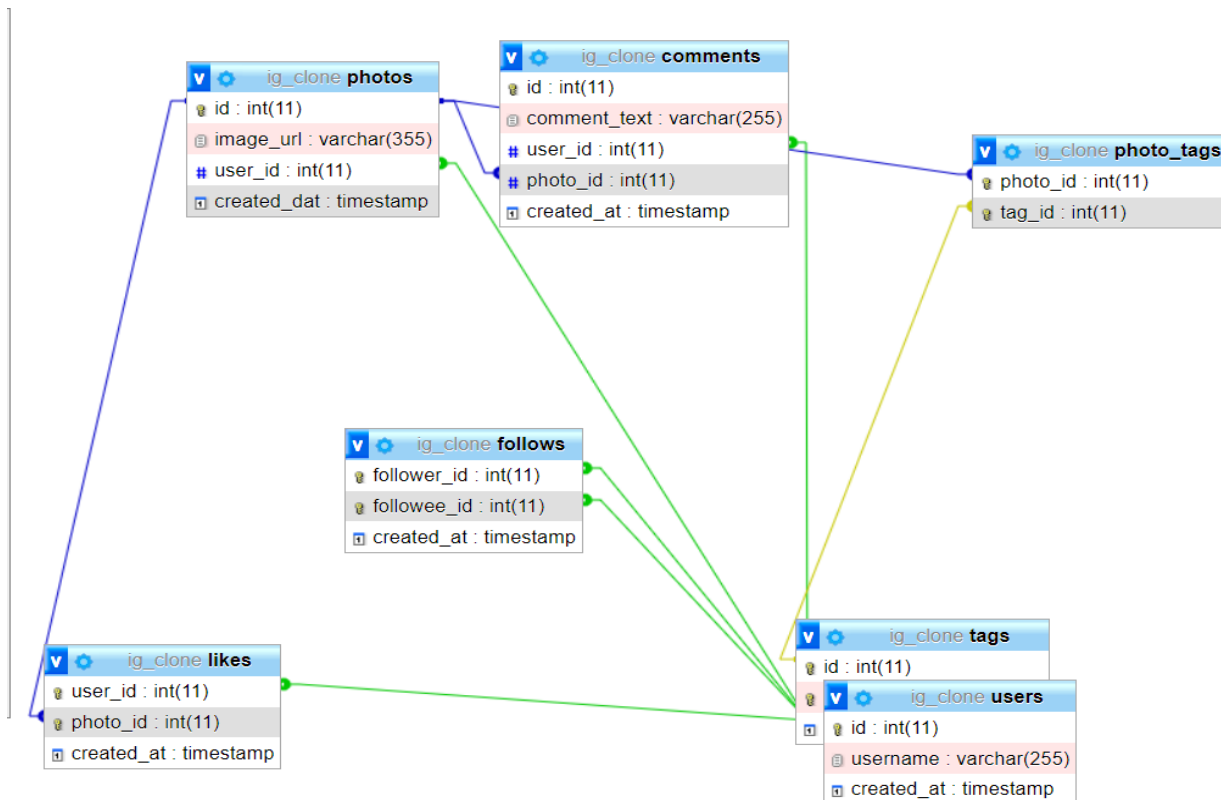 v ig_clone photos
id : int(11)
image_url : varchar(355)
user_id : int(11)
created_dat : timestamp
v ig_clone comments
id : int(11)
comment_text : varchar(255)
user_id : int(11)
photo_id : int(11)
created_at : timestamp
v ig_clone photo_tags
photo_id : int(11)
tag_id : int(11)
v ig_clone follows
follower_id : int(11)
followee_id : int(11)
created_at : timestamp
v ig_clone likes
user_id : int(11)
photo_id : int(11)
created_at : timestamp
v ig_clone tags
id : int(11)
v ig_clone users
id : int(11)
username : varchar(255)
created_at : timestamp